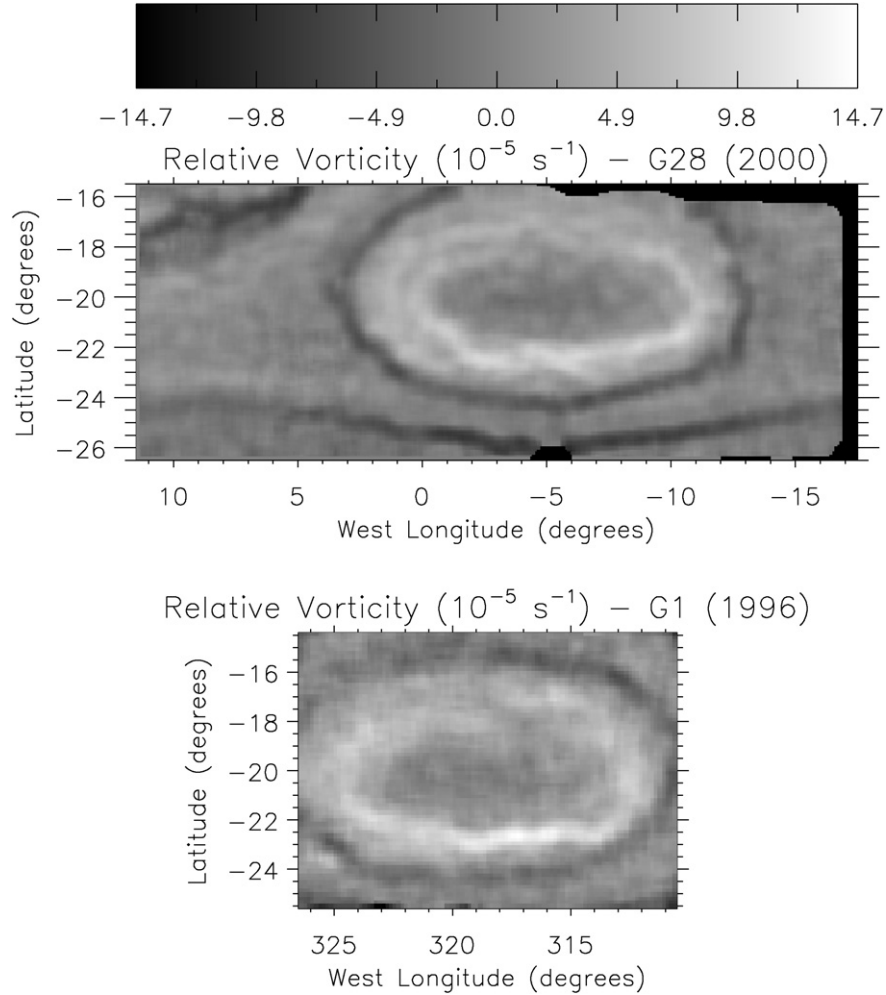 −14.7 −9.8 −4.9 0.0 4.9 9.8 14.7
Relative Vorticity (10⁻⁵ s⁻¹) − G28 (2000)
−16
−18
−20
−22
−24
−26
Latitude (degrees)
10 5 0 −5 −10 −15
West Longitude (degrees)
Relative Vorticity (10⁻⁵ s⁻¹) − G1 (1996)
−16
−18
−20
−22
−24
Latitude (degrees)
325 320 315
West Longitude (degrees)